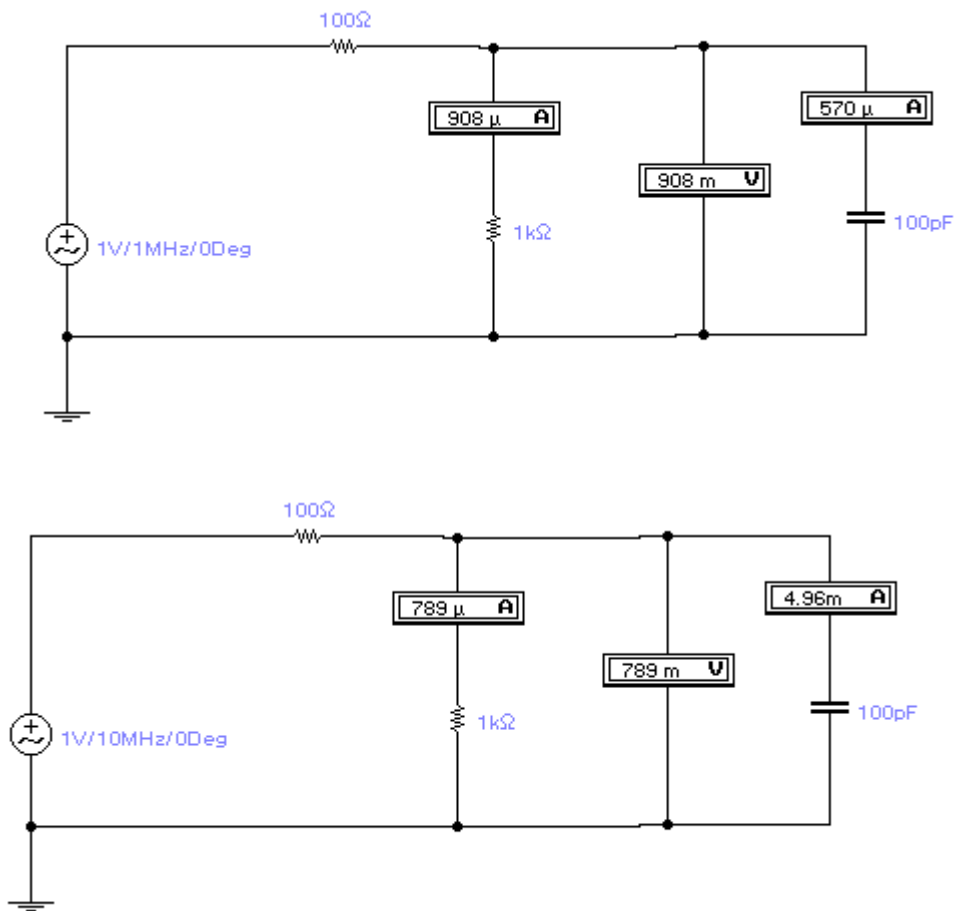 100Ω
908 µ A
570 µ A
908 m V
1kΩ
100pF
1V/1MHz/0Deg
100Ω
789 µ A
4.96m A
789 m V
1kΩ
100pF
1V/10MHz/0Deg